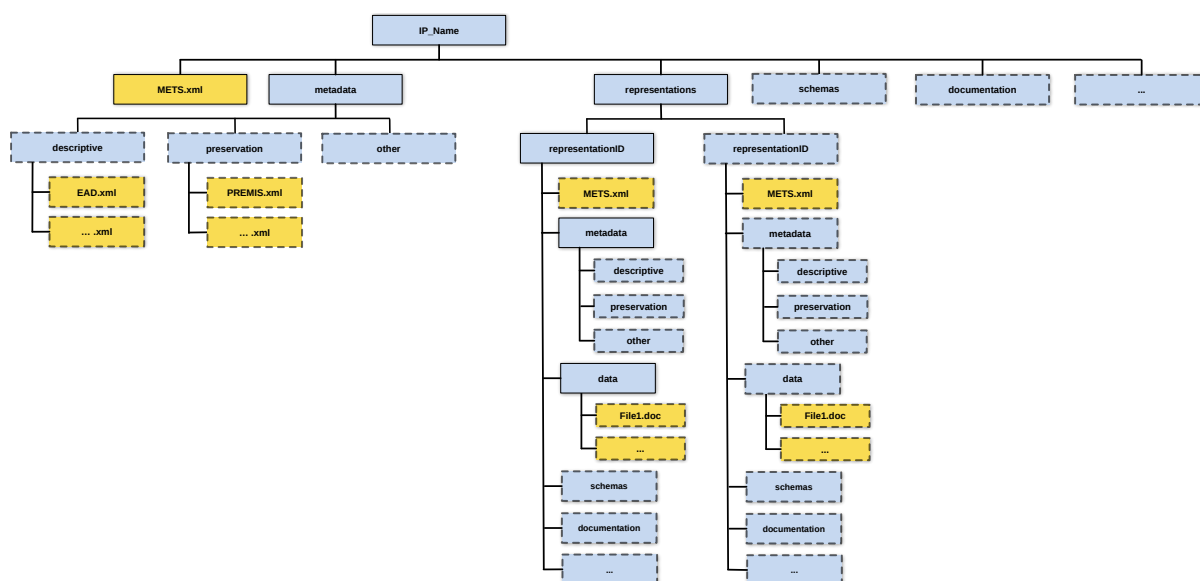 IP_Name
METS.xml
metadata
representations
schemas
documentation
...
descriptive
preservation
other
EAD.xml
... .xml
PREMIS.xml
... .xml
representationID
METS.xml
metadata
descriptive
preservation
other
data
File1.doc
...
schemas
documentation
...
representationID
METS.xml
metadata
descriptive
preservation
other
data
File1.doc
...
schemas
documentation
...